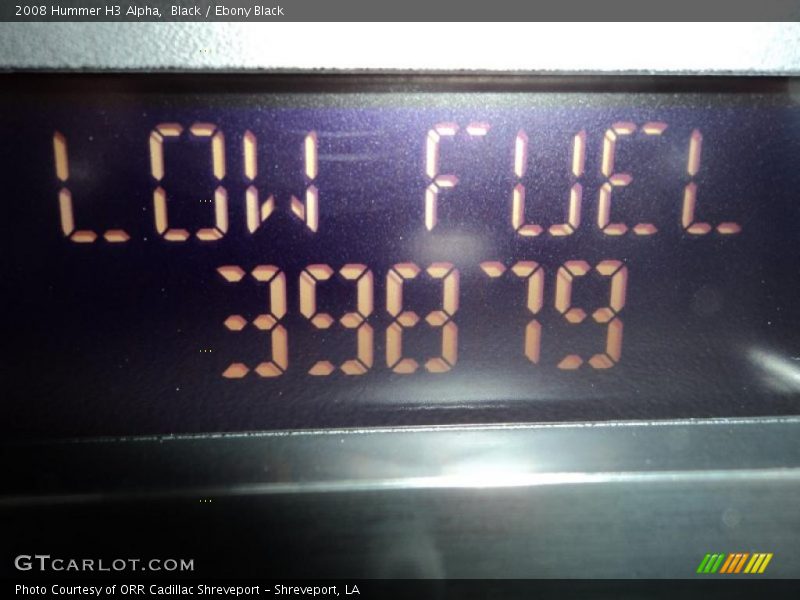 2008 Hummer H3 Alpha,  Black / Ebony Black
LOW FUEL
39879
GTCARLOT.COM
Photo Courtesy of ORR Cadillac Shreveport - Shreveport, LA